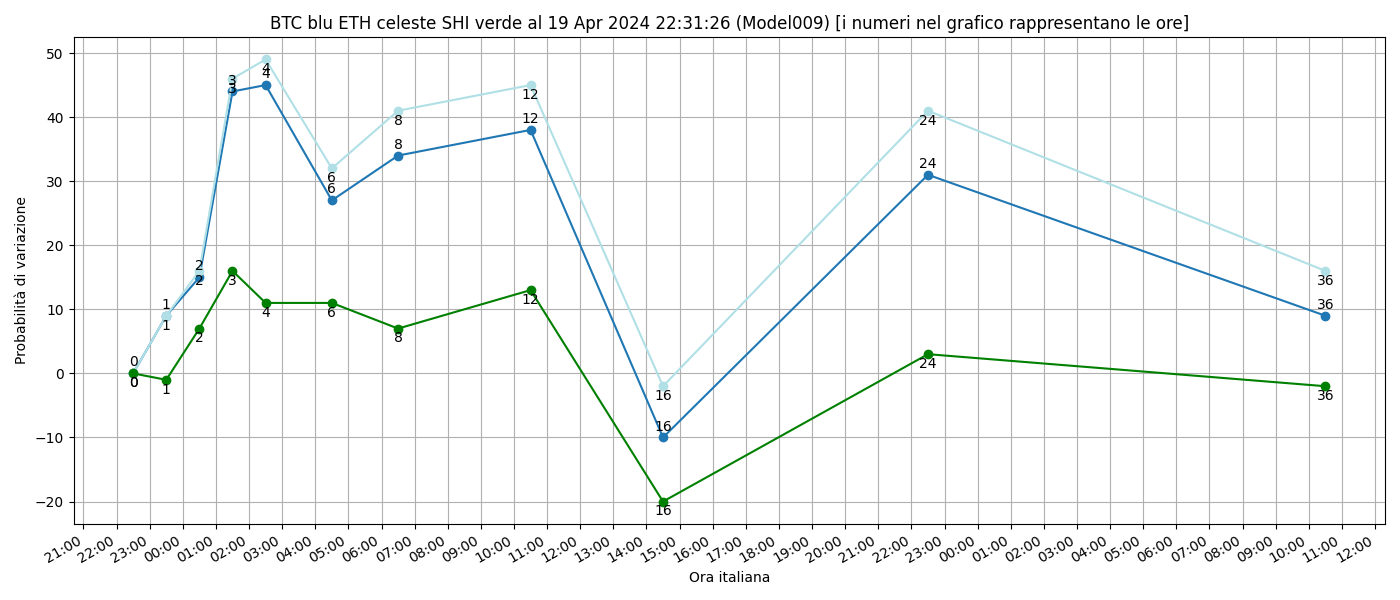 BTC blu ETH celeste SHI verde al 19 Apr 2024 22:31:26 (Model009) [i numeri nel grafico rappresentano le ore]
Probabilità di variazione
50
40
30
20
10
0
−10
−20
0 1 2 3 4 6 8 12 16 24 36
0 1 2 3 4 6 8 12 16 24 36
0 1 2 3 4 6 8 12 16 24 36
21:00 22:00 23:00 00:00 01:00 02:00 03:00 04:00 05:00 06:00 07:00 08:00 09:00 10:00 11:00 12:00 13:00 14:00 15:00 16:00 17:00 18:00 19:00 20:00 21:00 22:00 23:00 00:00 01:00 02:00 03:00 04:00 05:00 06:00 07:00 08:00 09:00 10:00 11:00 12:00
Ora italiana